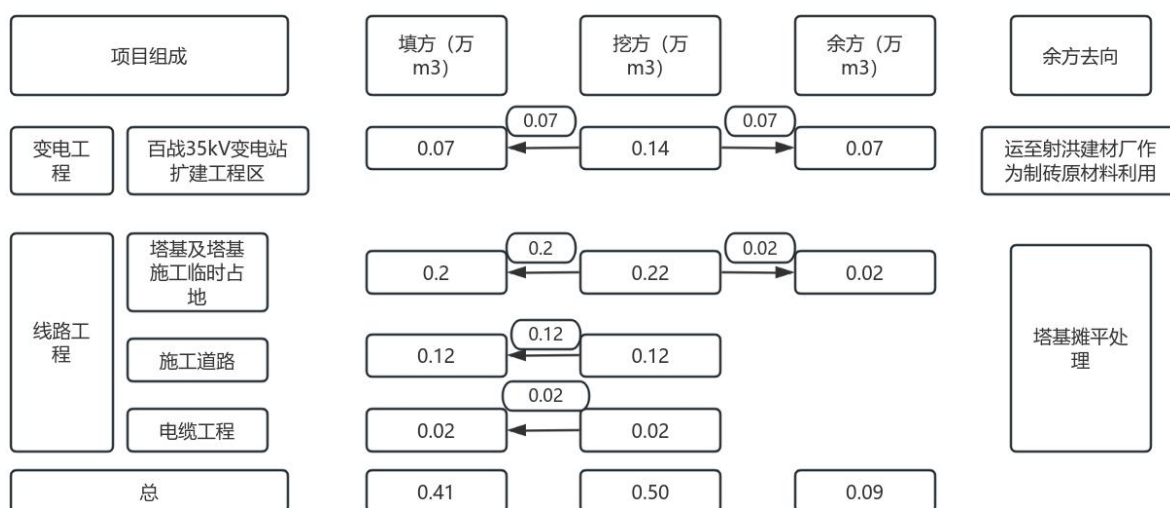 项目组成
填方（万
m3）
挖方（万
m3）
余方（万
m3）
余方去向
变电工
程
百战35kV变电站
扩建工程区
0.07
0.07
0.14
0.07
0.07
运至射洪建材厂作
为制砖原材料利用
线路工
程
塔基及塔基
施工临时占
地
0.2
0.2
0.22
0.02
0.02
施工道路
0.12
0.12
0.12
电缆工程
0.02
0.02
0.02
塔基摊平处
理
总
0.41
0.50
0.09